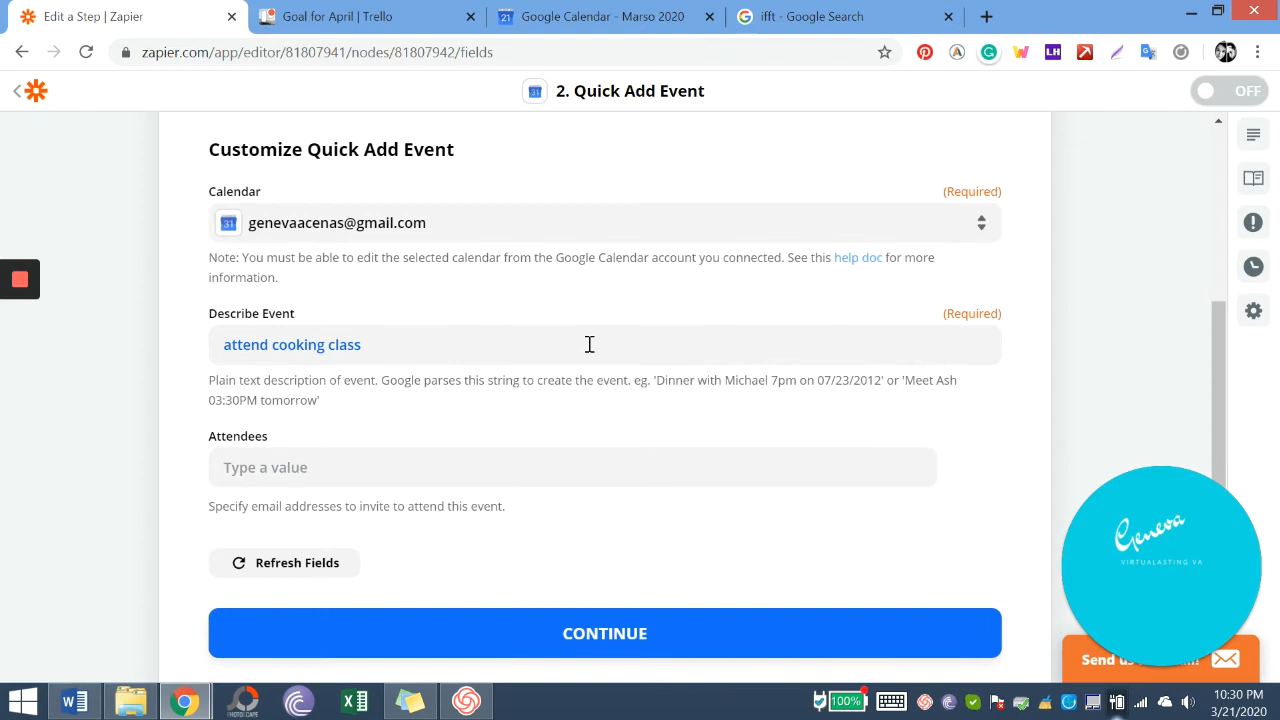 Edit a Step | Zapier
Goal for April | Trello
Google Calendar - Marso 2020
ifft - Google Search
zapier.com/app/editor/81807941/nodes/81807942/fields
2. Quick Add Event
OFF
Customize Quick Add Event
Calendar
(Required)
31
genevaacenas@gmail.com
Note: You must be able to edit the selected calendar from the Google Calendar account you connected. See this help doc for more
information.
Describe Event
(Required)
attend cooking class
Plain text description of event. Google parses this string to create the event. eg. 'Dinner with Michael 7pm on 07/23/2012' or 'Meet Ash
03:30PM tomorrow'
Attendees
Type a value
Specify email addresses to invite to attend this event.
Refresh Fields
CONTINUE
Geneva
VIRTUALASTING VA
Send us
PHOTOSCAPE
100%
10:30 PM
3/21/2020